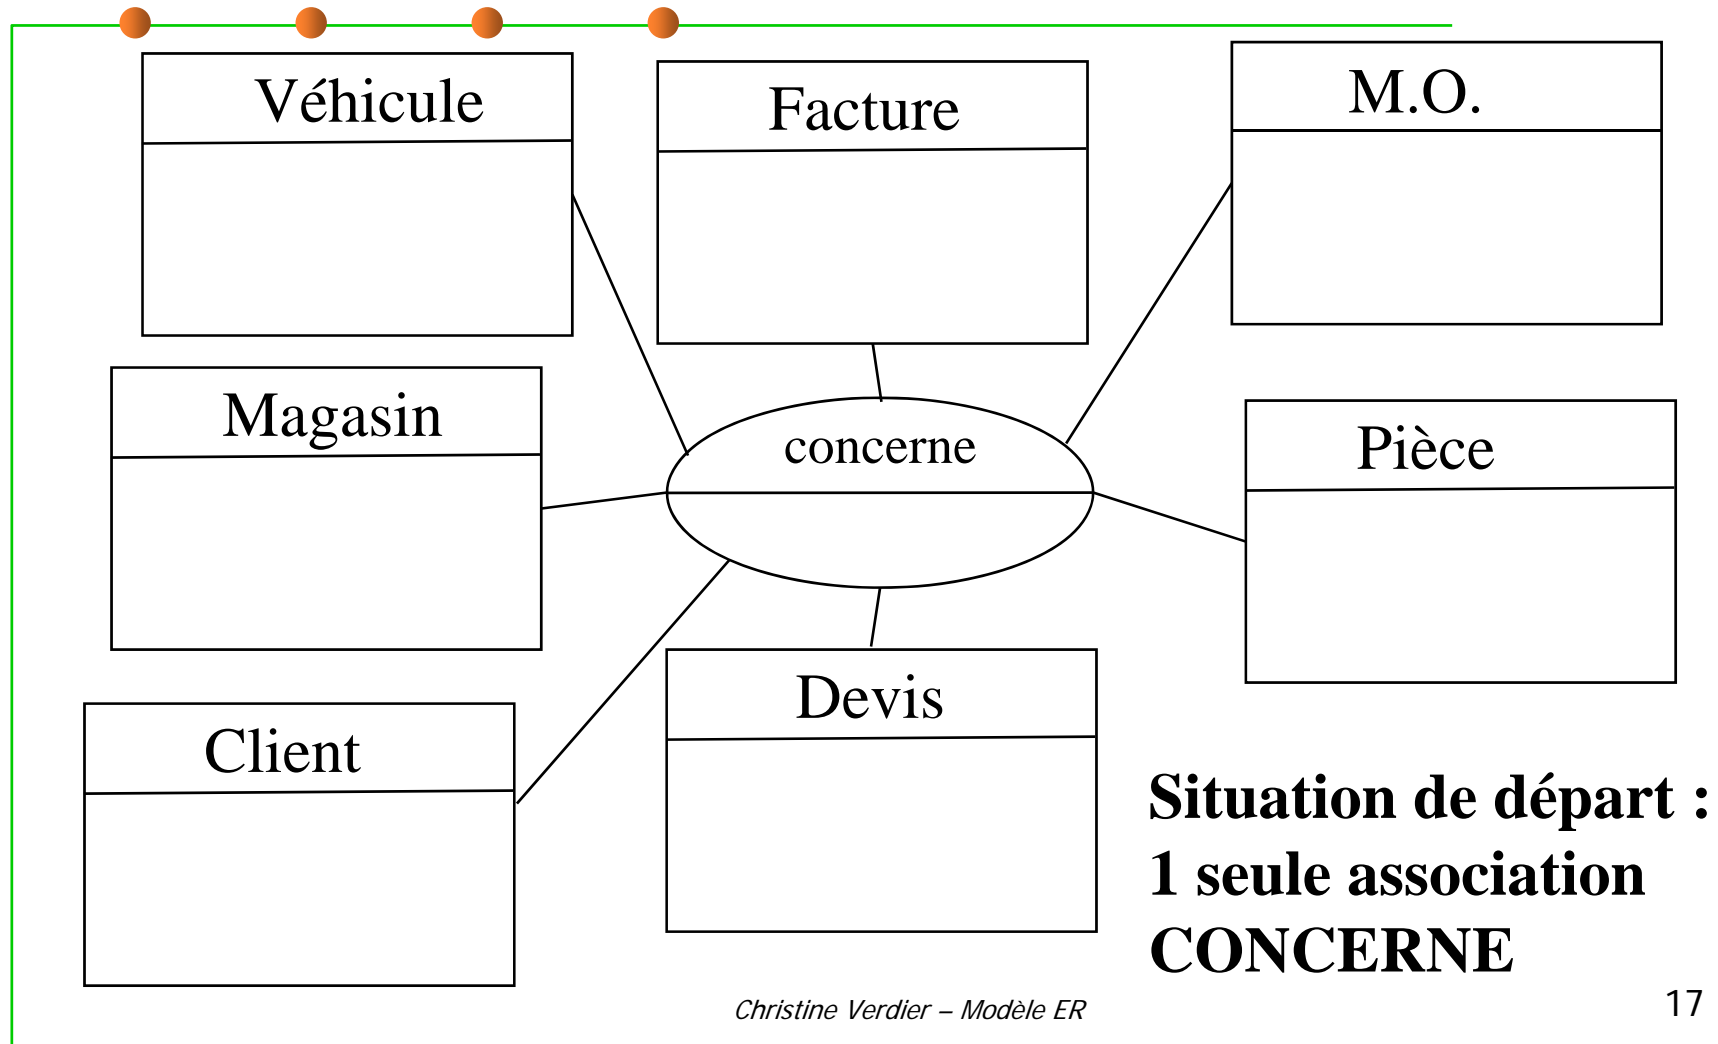 Véhicule
Facture
M.O.
Magasin
concerne
Pièce
Client
Devis
Situation de départ :
1 seule association
CONCERNE
Christine Verdier – Modèle ER
17